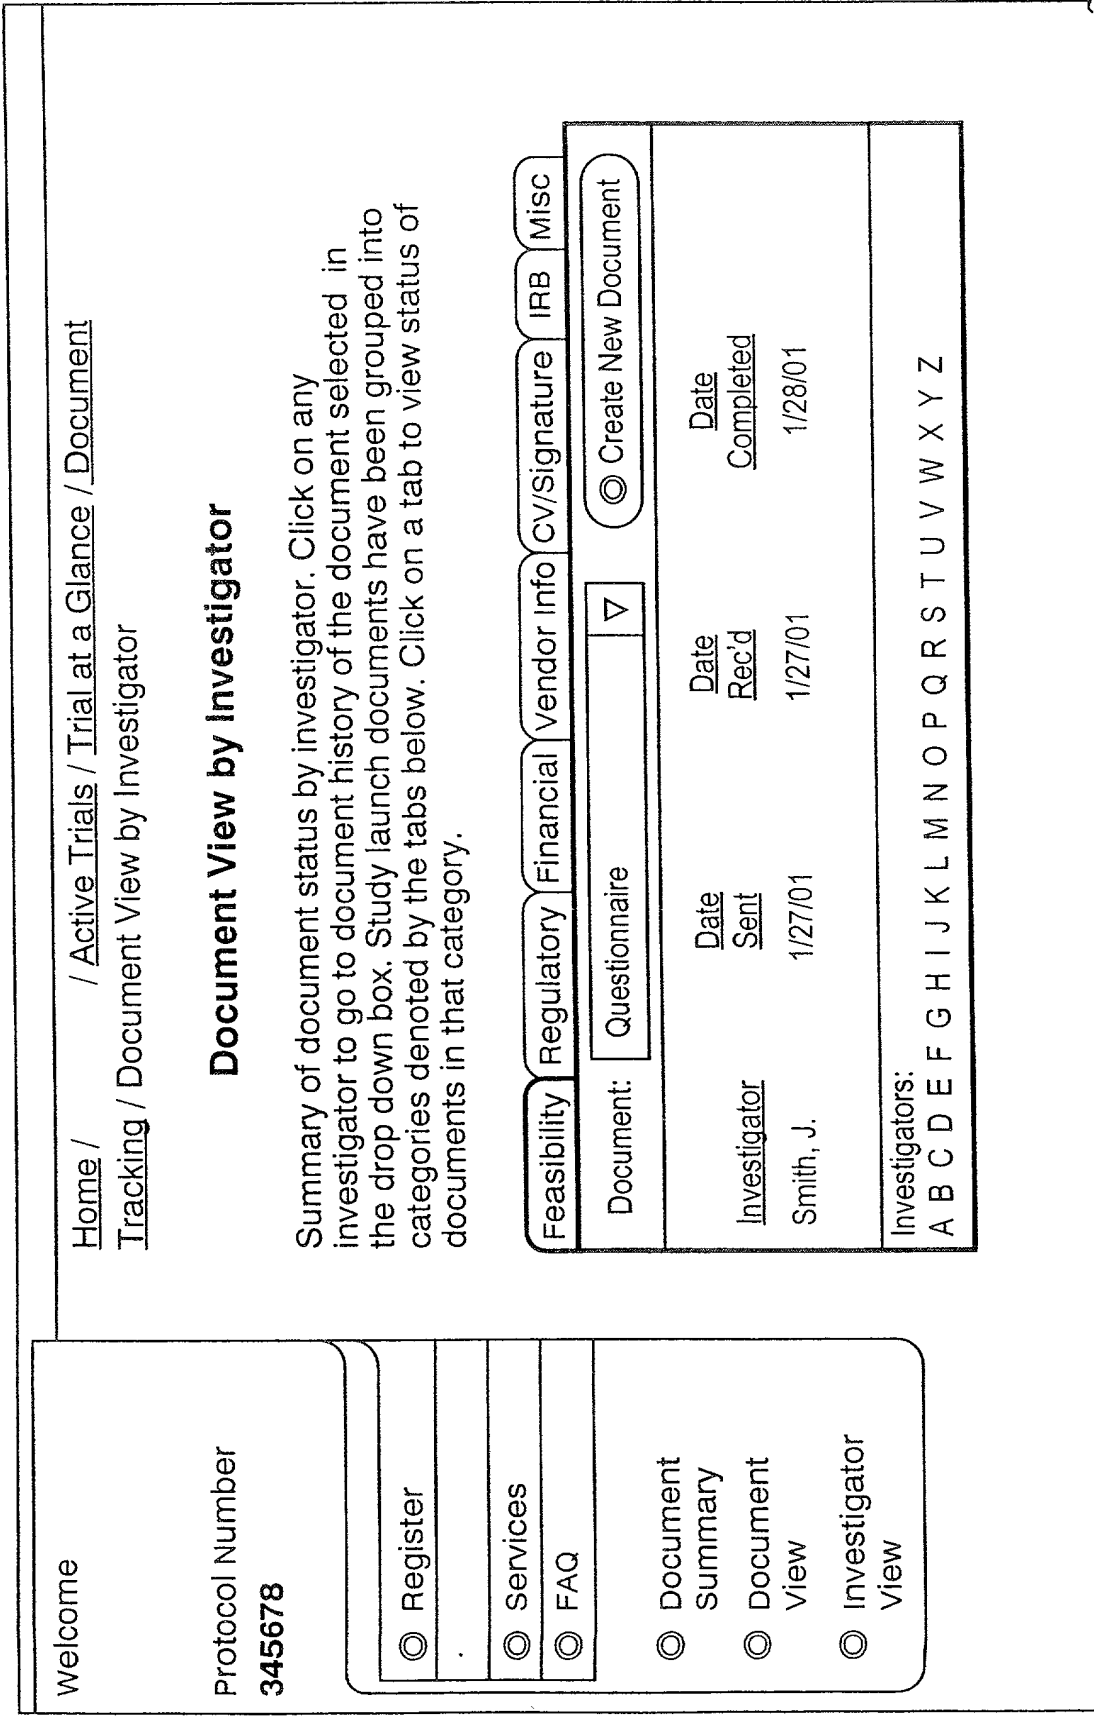 Welcome
Protocol Number
345678
Register
Services
FAQ
Document
Summary
Document
View
Investigator
View
Home / / Active Trials / Trial at a Glance / Document
Tracking / Document View by Investigator
Document View by Investigator
Summary of document status by investigator. Click on any
investigator to go to document history of the document selected in
the drop down box. Study launch documents have been grouped into
categories denoted by the tabs below. Click on a tab to view status of
documents in that category.
Feasibility Regulatory Financial Vendor Info CV/Signature IRB Misc
Document: Questionnaire Create New Document
Date Date Date
Investigator Sent Rec'd Completed
Smith, J. 1/27/01 1/27/01 1/28/01
Investigators:
A B C D E F G H I J K L M N O P Q R S T U V W X Y Z